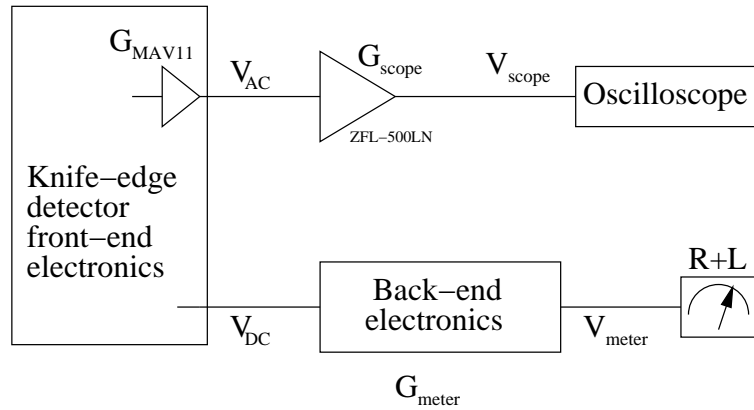 G_MAV11
V_AC
G_scope
ZFL−500LN
V_scope
Oscilloscope
Knife−edge
detector
front−end
electronics
V_DC
Back−end
electronics
G_meter
V_meter
R+L